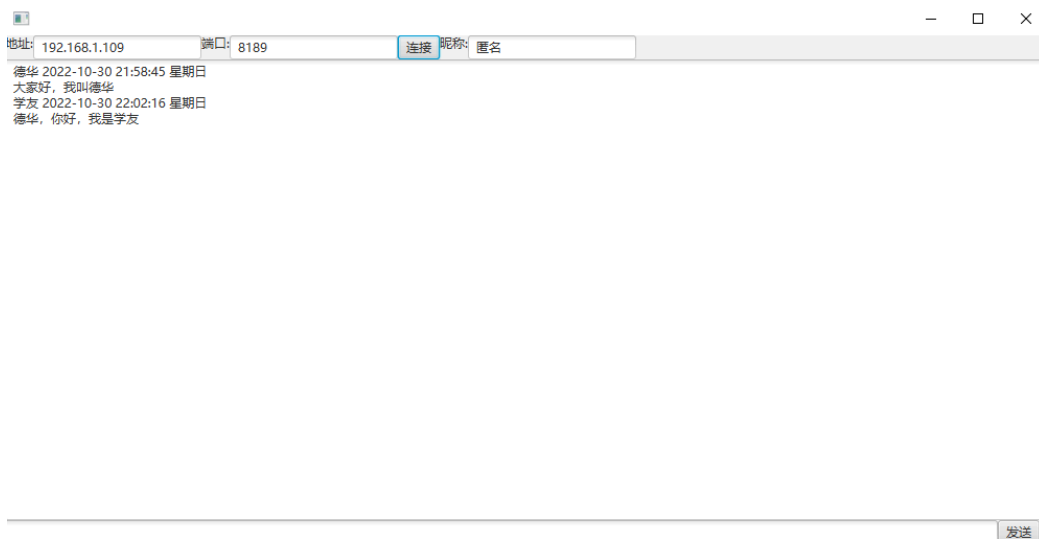 地址: 192.168.1.109 端口: 8189 连接 昵称: 匿名
德华 2022-10-30 21:58:45 星期日
大家好，我叫德华
学友 2022-10-30 22:02:16 星期日
德华，你好，我是学友
发送